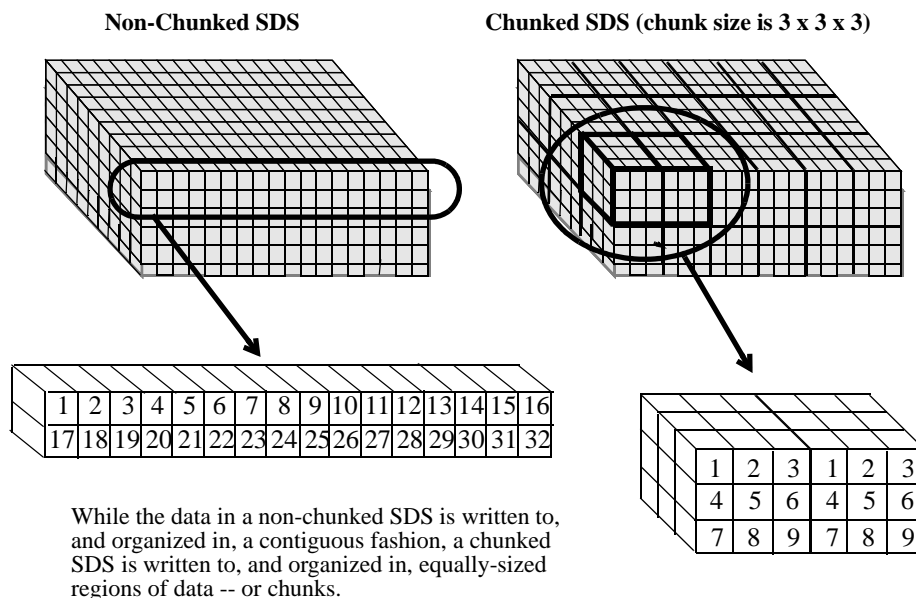 Non-Chunked SDS
Chunked SDS (chunk size is 3 x 3 x 3)
1 2 3 4 5 6 7 8 9 10 11 12 13 14 15 16
17 18 19 20 21 22 23 24 25 26 27 28 29 30 31 32
1 2 3 1 2 3
4 5 6 4 5 6
7 8 9 7 8 9
While the data in a non-chunked SDS is written to,
and organized in, a contiguous fashion, a chunked
SDS is written to, and organized in, equally-sized
regions of data -- or chunks.